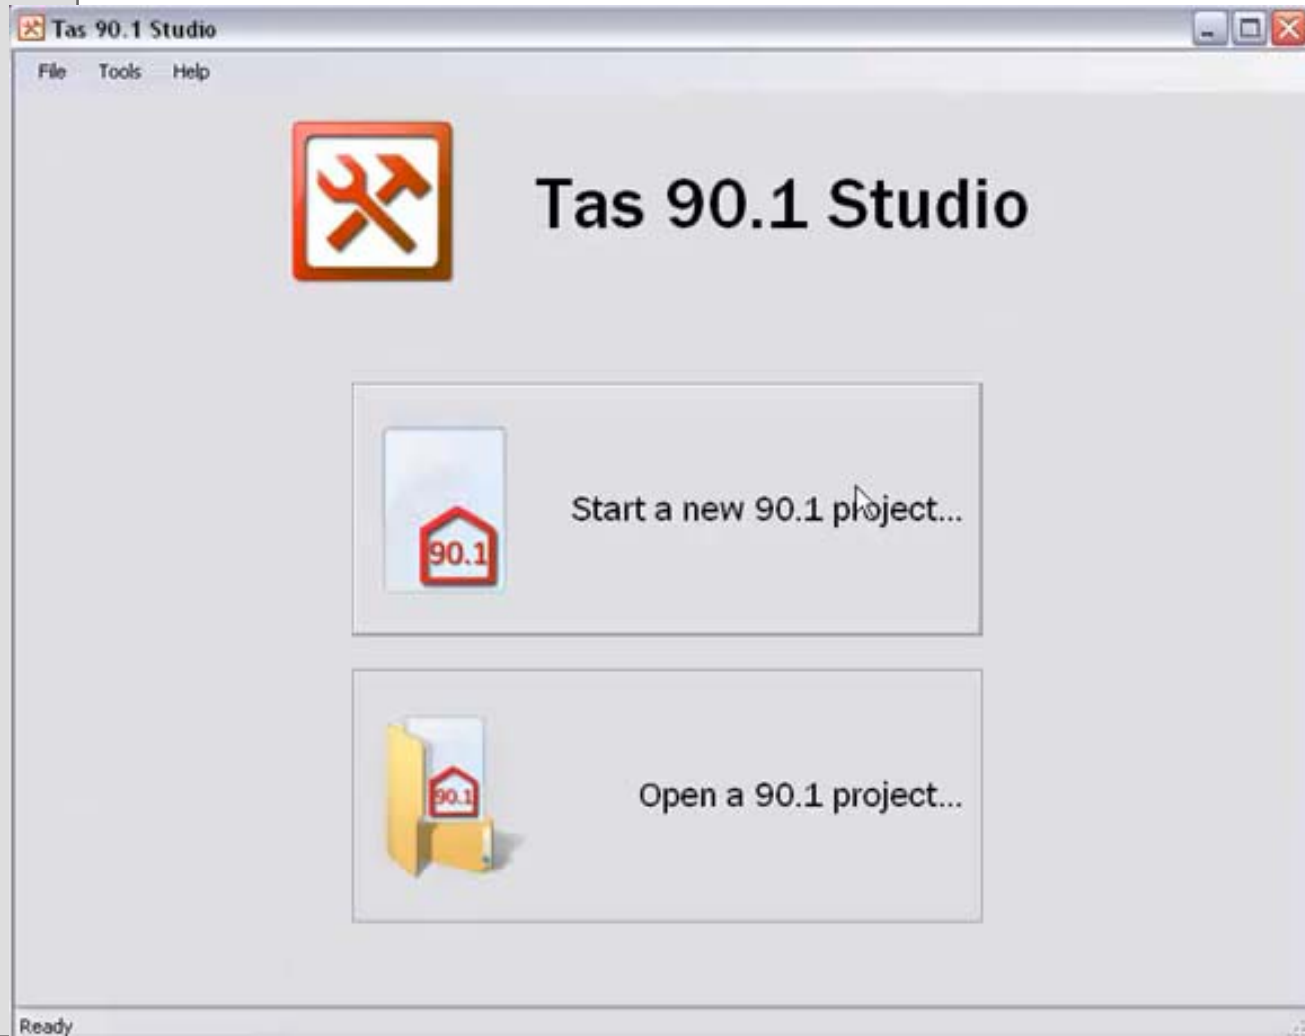 Tas 90.1 Studio
File Tools Help
Tas 90.1 Studio
90.1
Start a new 90.1 project...
90.1
Open a 90.1 project...
Ready